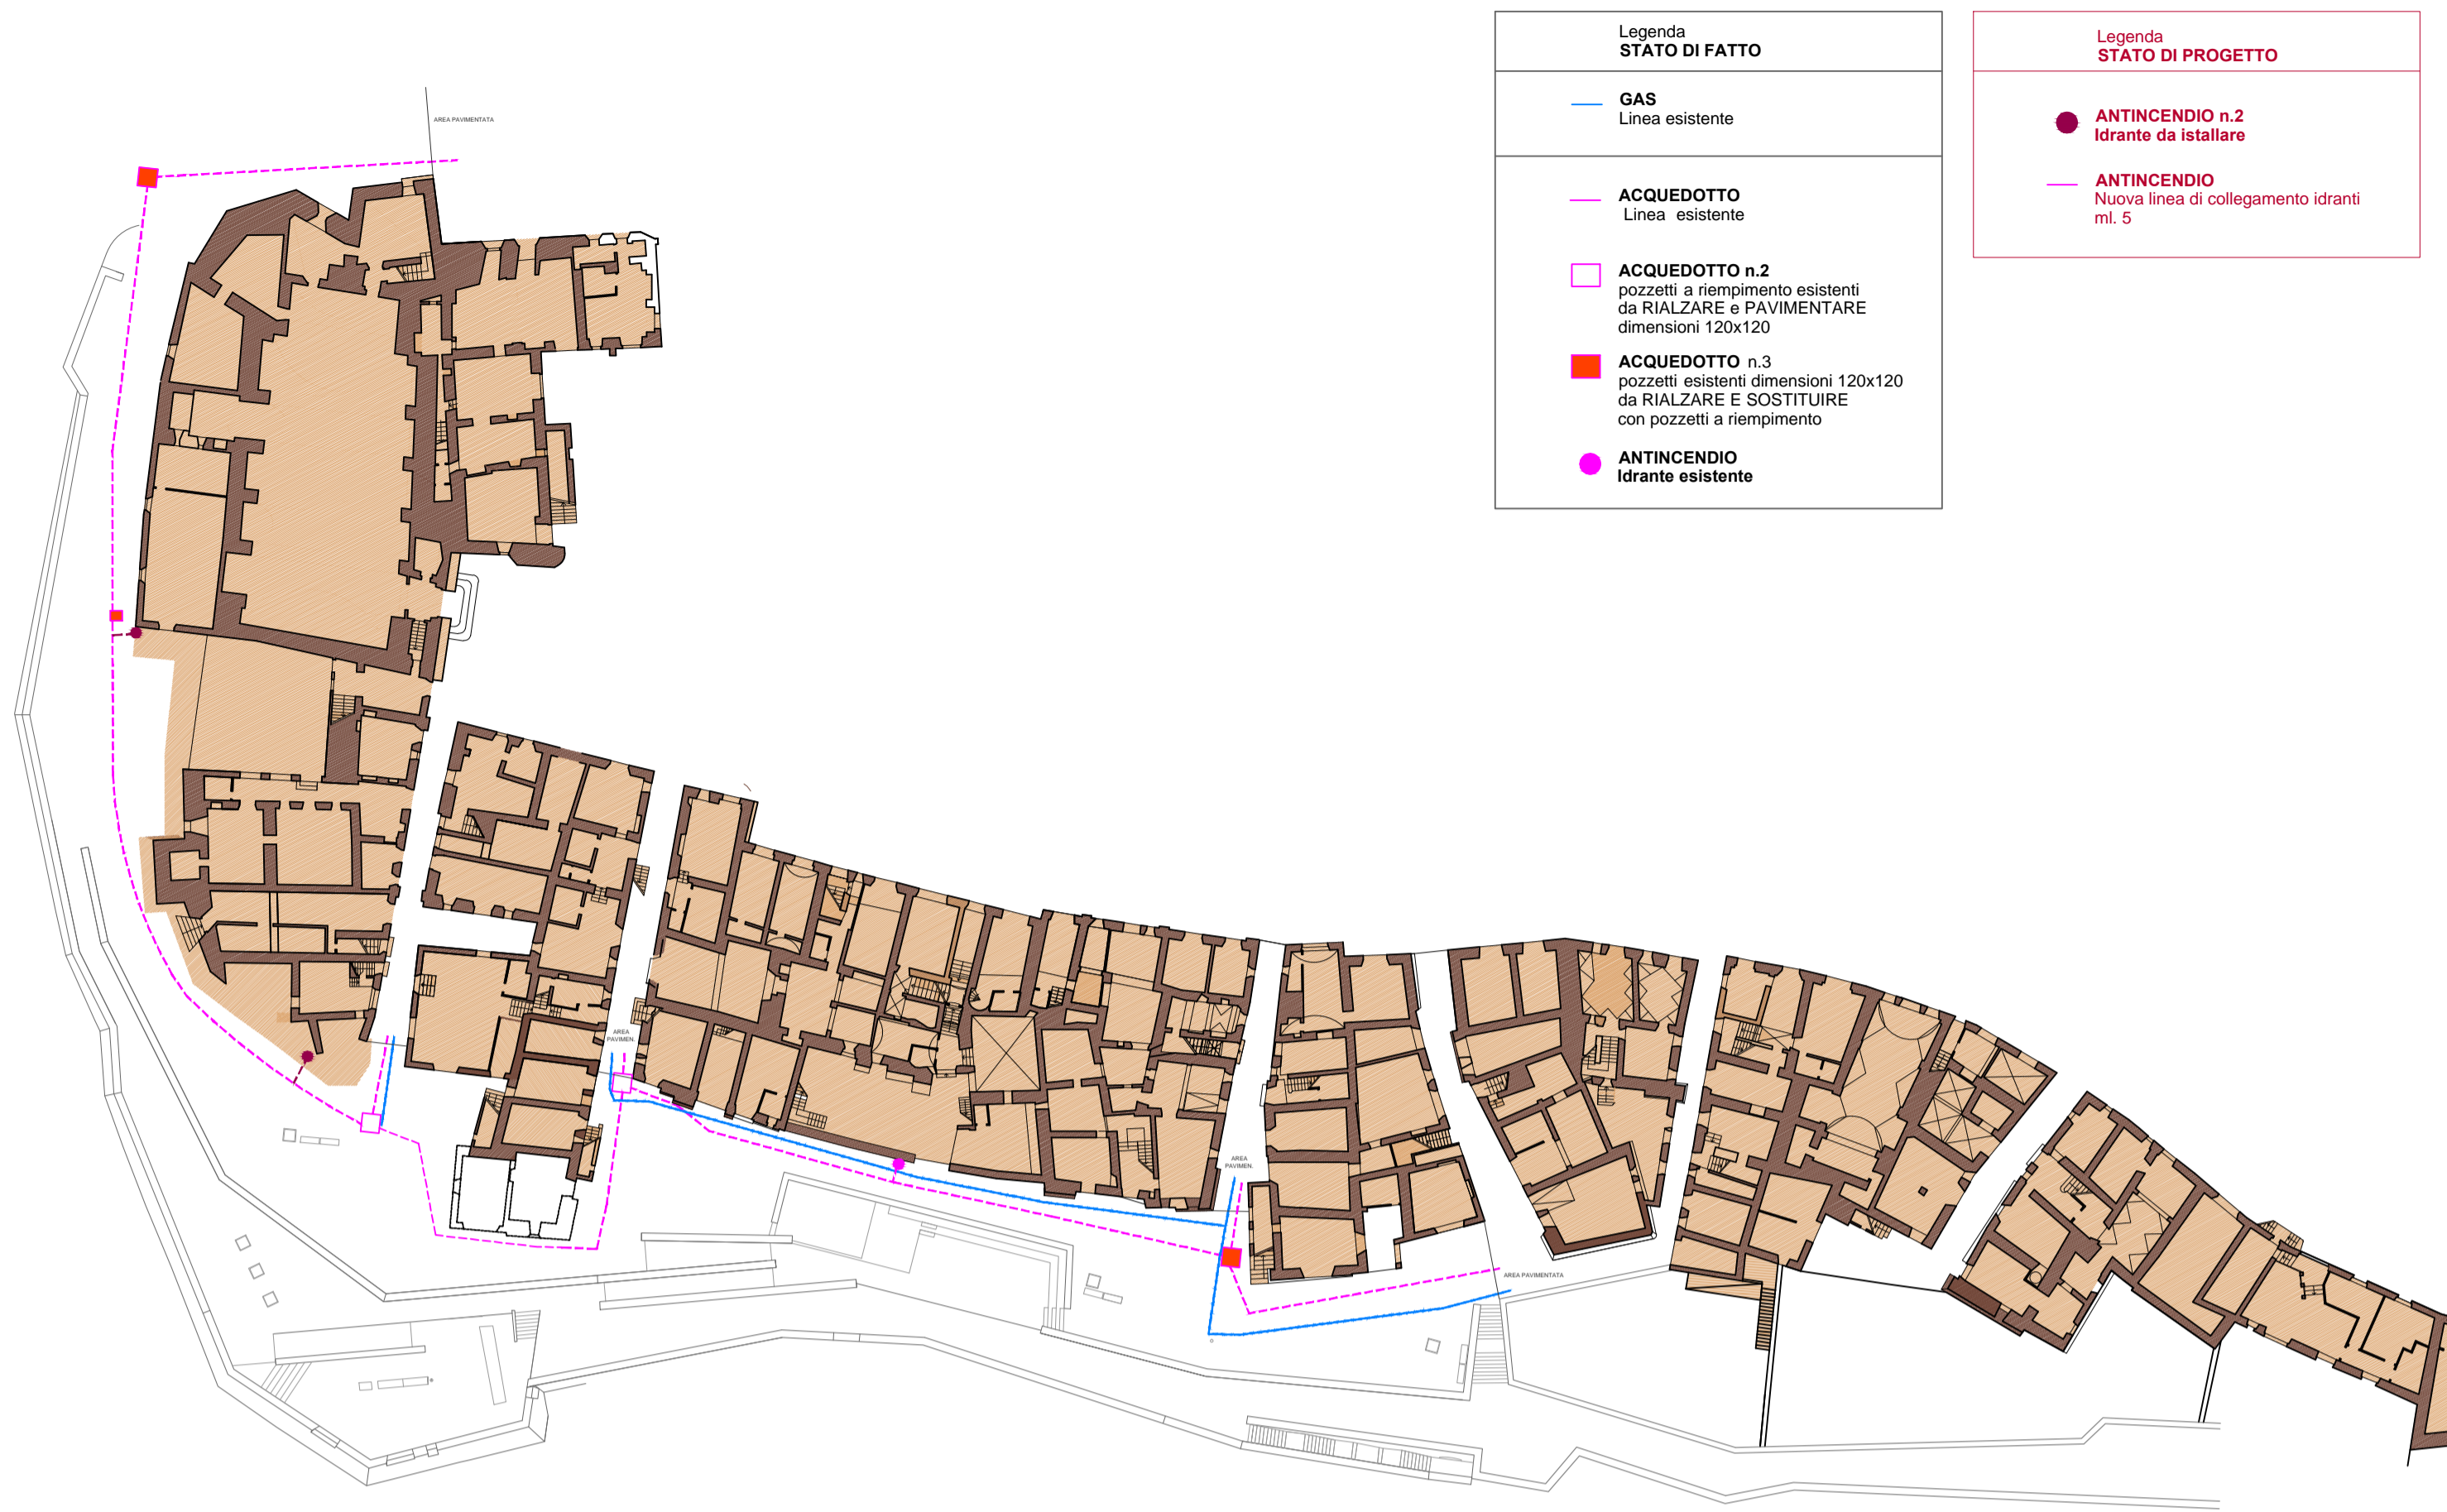 Legenda
STATO DI FATTO
GAS
Linea esistente
ACQUEDOTTO
Linea esistente
ACQUEDOTTO n.2
pozzetti a riempimento esistenti
da RIALZARE e PAVIMENTARE
dimensioni 120x120
ACQUEDOTTO n.3
pozzetti esistenti dimensioni 120x120
da RIALZARE E SOSTITUIRE
con pozzetti a riempimento
ANTINCENDIO
Idrante esistente
Legenda
STATO DI PROGETTO
ANTINCENDIO n.2
Idrante da istallare
ANTINCENDIO
Nuova linea di collegamento idranti
ml. 5
AREA PAVIMENTATA
AREA
PAVIMEN.
AREA
PAVIMEN.
AREA PAVIMENTATA